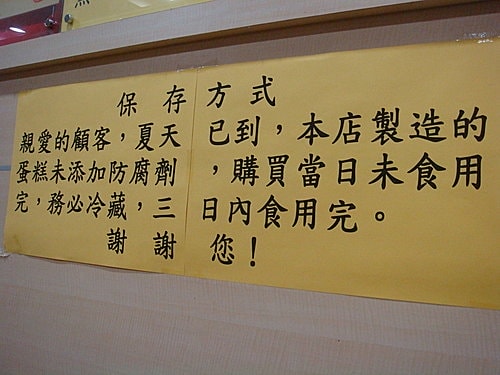 保存方式
親愛的顧客，夏天已到，本店製造的
蛋糕未添加防腐劑，購買當日未食用
完，務必冷藏，三日內食用完。
謝謝您！